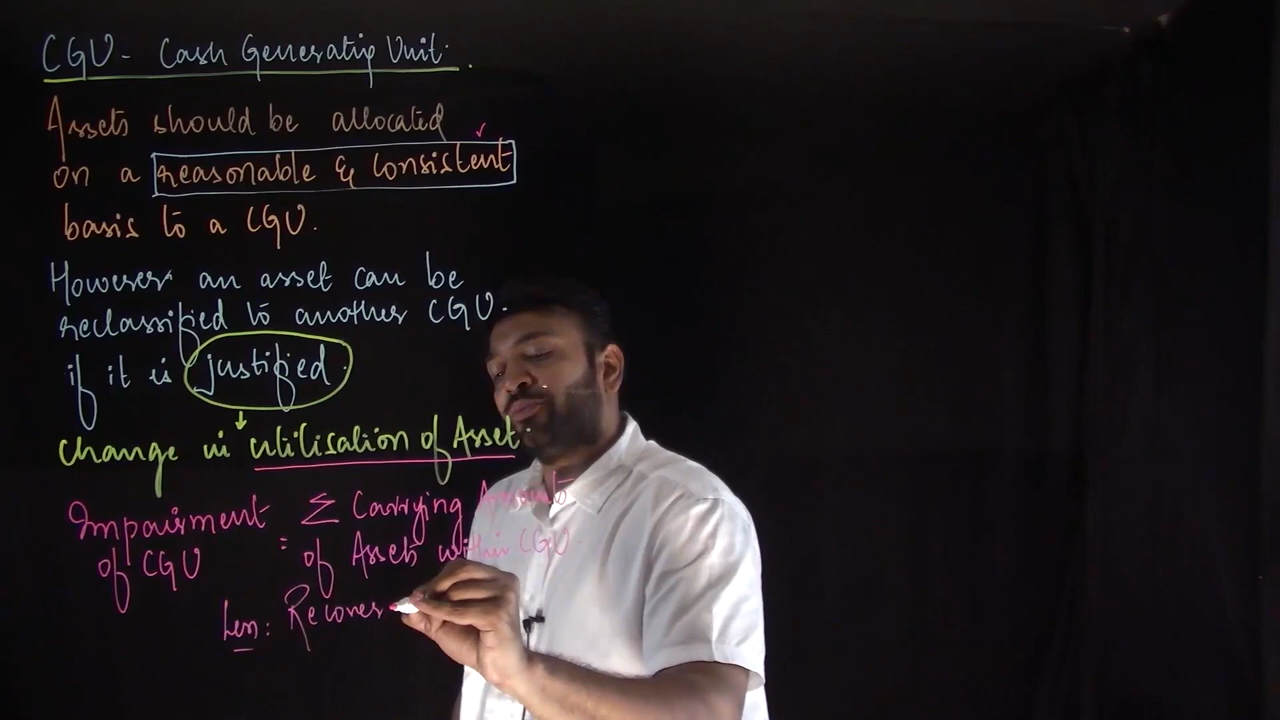 CGU - Cash Generating Unit.
Assets should be allocated
on a reasonable & consistent
basis to a CGU.
However an asset can be
reclassified to another CGU.
if it is justified.
Change in utilisation of Asset.
Impairment = Σ Carrying Amounts
of CGU of Assets within CGU.
Less: Recover